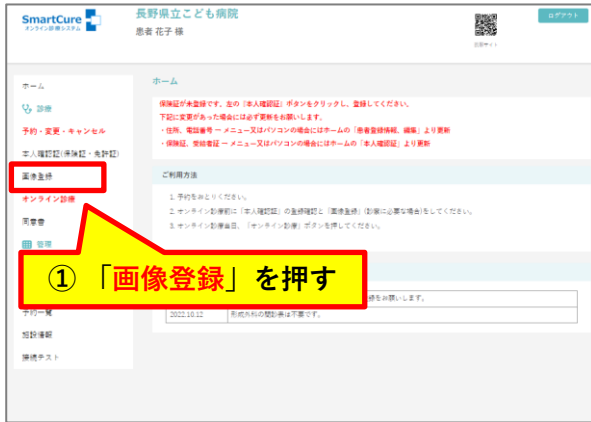 SmartCure
オンライン診療システム
長野県立こども病院
患者 花子 様
ログアウト
ホーム
診療
予約・変更・キャンセル
本人確認証(保険証・免許証)
画像登録
オンライン診療
同意書
管理
予約一覧
施設情報
接続テスト
ホーム
保険証が未登録です。左の「本人確認証」ボタンをクリックし、登録してください。
下記に変更があった場合には必ず更新をお願いします。
・住所、電話番号 ー メニュー又はパソコンの場合にはホームの「患者登録情報、編集」より更新
・保険証、受給者証 ー メニュー又はパソコンの場合にはホームの「本人確認証」より更新
ご利用方法
1. 予約をおとりください。
2. オンライン診療前に「本人確認証」の登録確認と「画像登録」(診療に必要な場合)をしてください。
3. オンライン診療当日、「オンライン診療」ボタンを押してください。
① 「画像登録」を押す
をお願いします。
2022.10.12 形成外科の問診票は不要です。